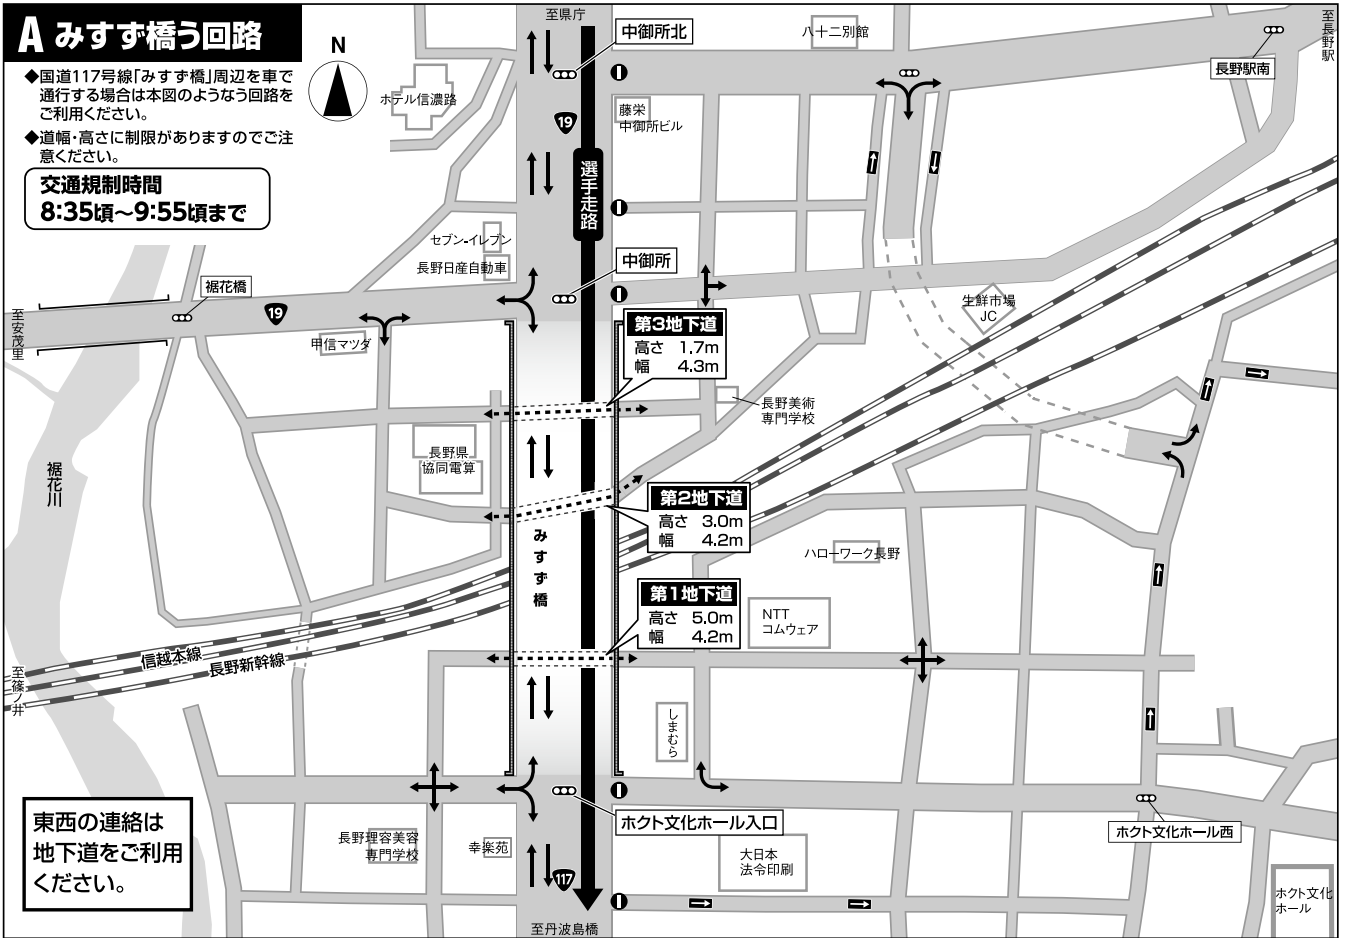 A みすず橋う回路
◆国道117号線「みすず橋」周辺を車で
通行する場合は本図のようなう回路を
ご利用ください。
◆道幅・高さに制限がありますのでご注
意ください。
交通規制時間
8:35頃〜9:55頃まで
N
至県庁
中御所北
八十二別館
至長野駅
長野駅南
ホテル信濃路
藤栄
中御所ビル
19
選手走路
セブン-イレブン
長野日産自動車
中御所
裾花橋
19
至安茂里
甲信マツダ
生鮮市場
JC
第3地下道
高さ 1.7m
幅 4.3m
長野美術
専門学校
長野県
協同電算
裾花川
第2地下道
高さ 3.0m
幅 4.2m
みすず橋
ハローワーク長野
第1地下道
高さ 5.0m
幅 4.2m
NTT
コムウェア
信越本線
長野新幹線
至篠ノ井
しまむら
東西の連絡は
地下道をご利用
ください。
長野理容美容
専門学校
幸楽苑
ホクト文化ホール入口
ホクト文化ホール西
大日本
法令印刷
117
ホクト文化
ホール
至丹波島橋